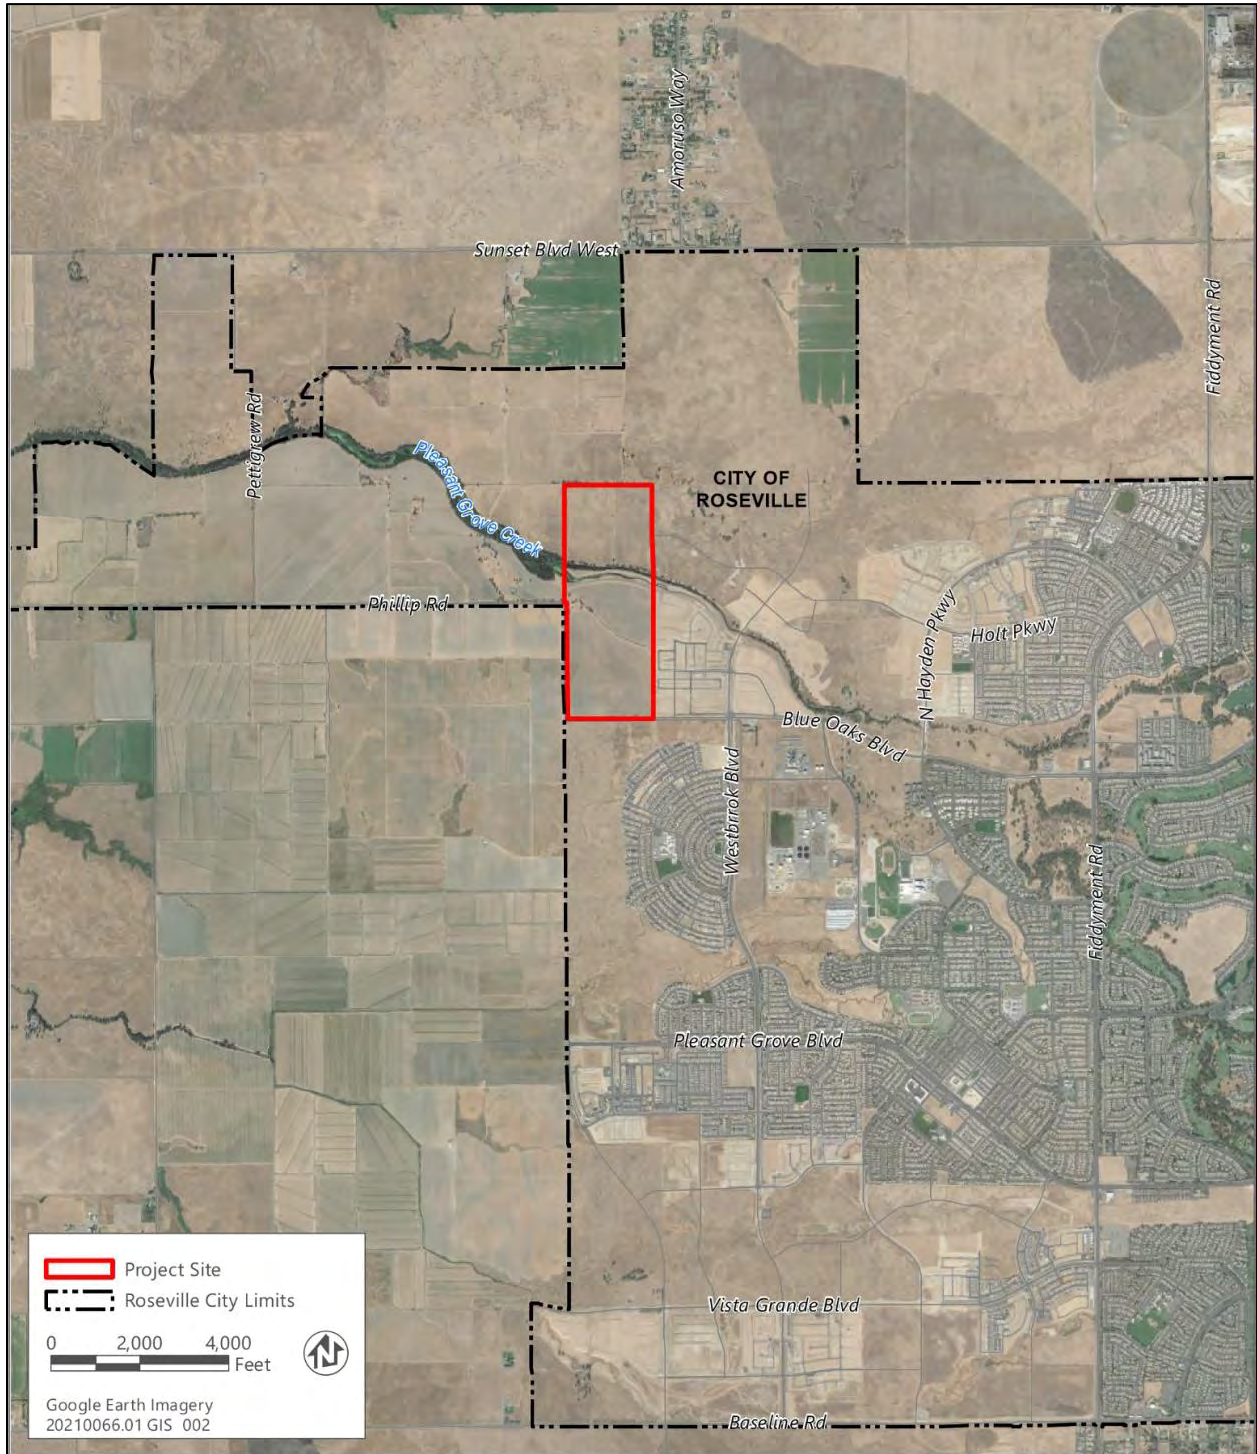 Amoruso Way
Sunset Blvd West
Fiddyment Rd
Pettigrew Rd
Pleasant Grove Creek
CITY OF
ROSEVILLE
Phillip Rd
N Hayden Pkwy
Holt Pkwy
Blue Oaks Blvd
Westbrrok Blvd
Fiddyment Rd
Pleasant Grove Blvd
Vista Grande Blvd
Baseline Rd
Project Site
Roseville City Limits
0 2,000 4,000
Feet
N
Google Earth Imagery
20210066.01 GIS 002